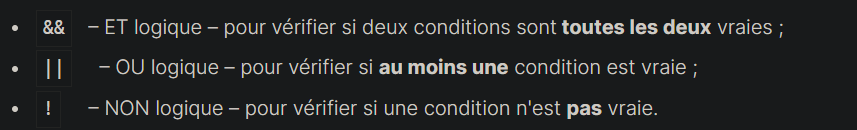 • && – ET logique – pour vérifier si deux conditions sont toutes les deux vraies ;
• || – OU logique – pour vérifier si au moins une condition est vraie ;
• ! – NON logique – pour vérifier si une condition n'est pas vraie.